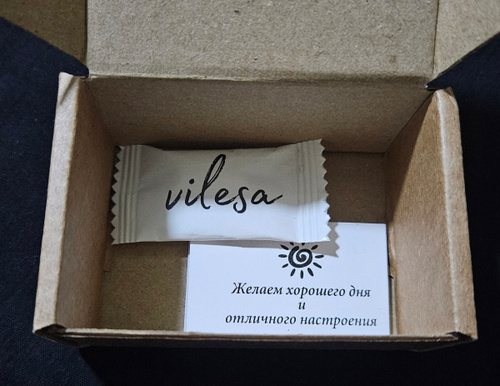 vilesa
Желаем хорошего дня
и
отличного настроения